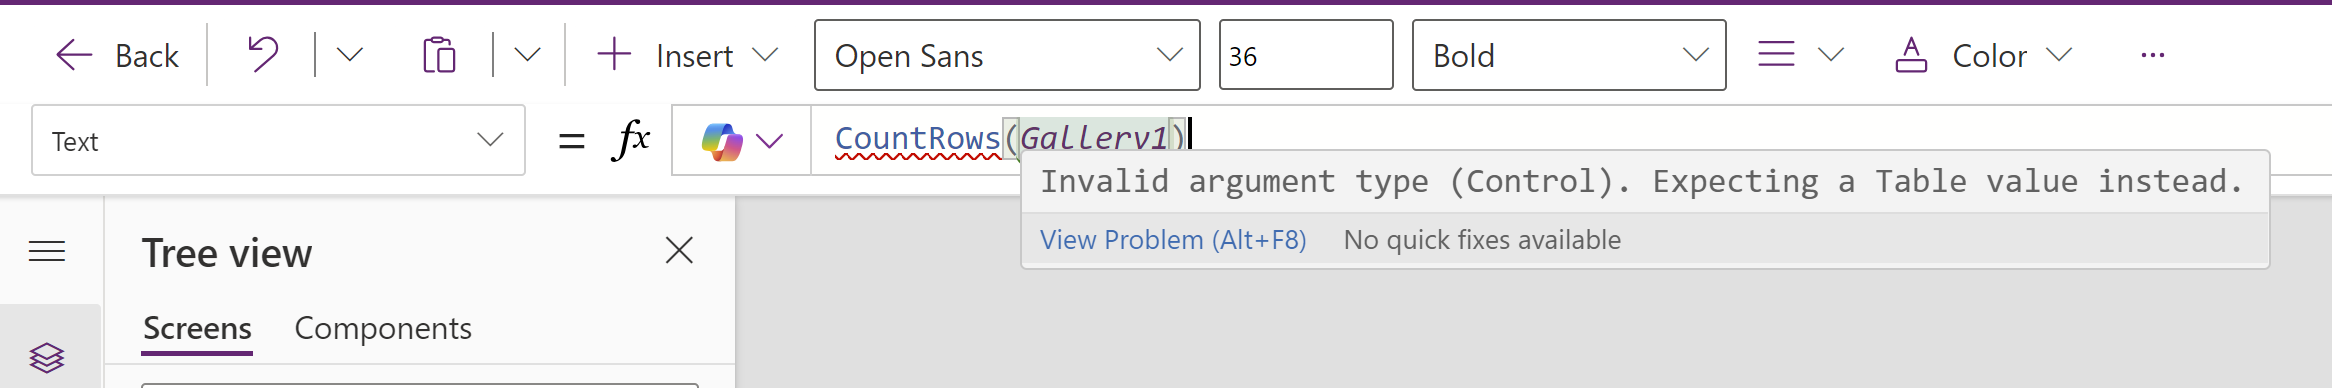 Back Insert Open Sans 36 Bold Color ...
Text = fx CountRows(Gallery1)
Invalid argument type (Control). Expecting a Table value instead.
View Problem (Alt+F8) No quick fixes available
Tree view
Screens Components